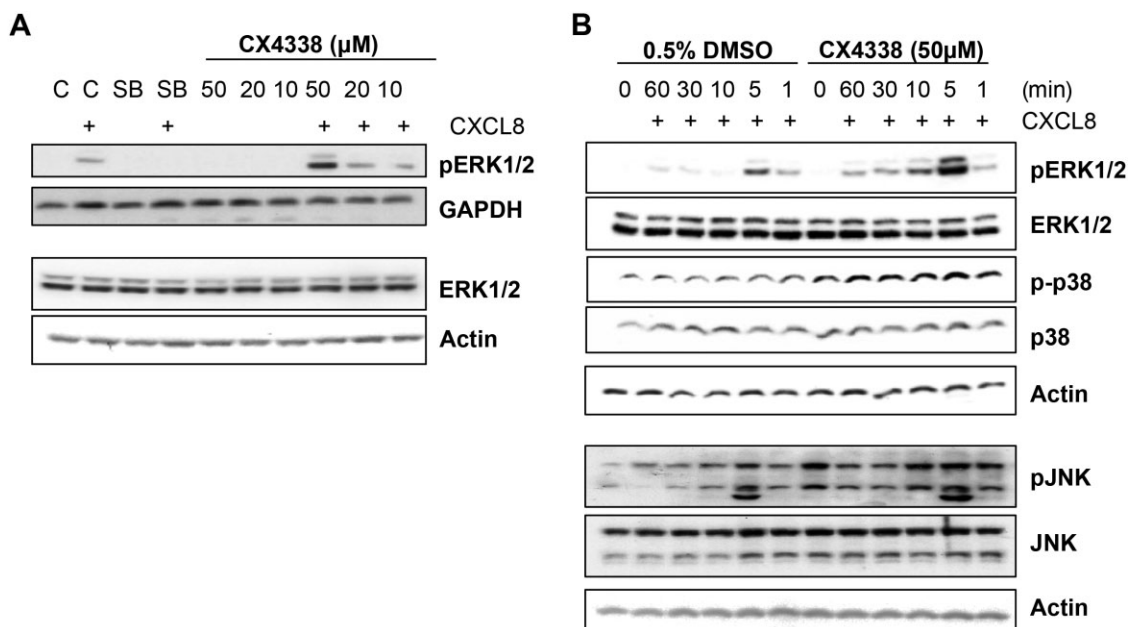 A
CX4338 (µM)
C C SB SB 50 20 10 50 20 10
+ + + + + CXCL8
pERK1/2
GAPDH
ERK1/2
Actin
B
0.5% DMSO CX4338 (50µM)
0 60 30 10 5 1 0 60 30 10 5 1 (min)
+ + + + + + + + + + CXCL8
pERK1/2
ERK1/2
p-p38
p38
Actin
pJNK
JNK
Actin